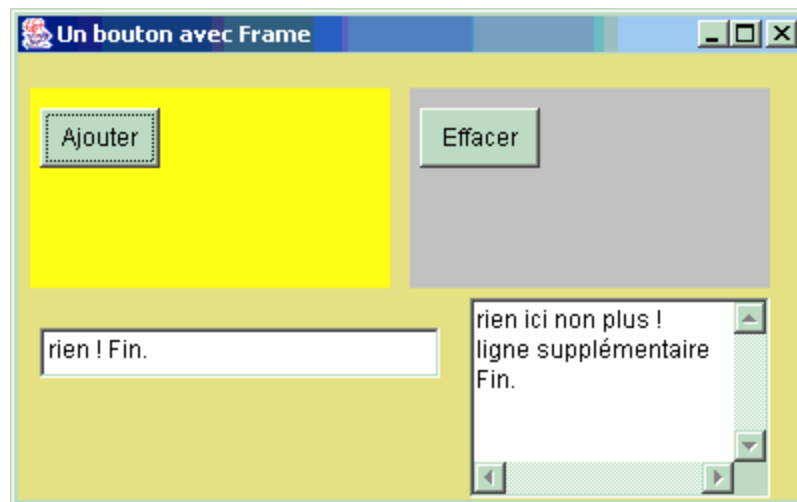 Un bouton avec Frame
Ajouter
Effacer
rien ! Fin.
rien ici non plus !
ligne supplémentaire
Fin.